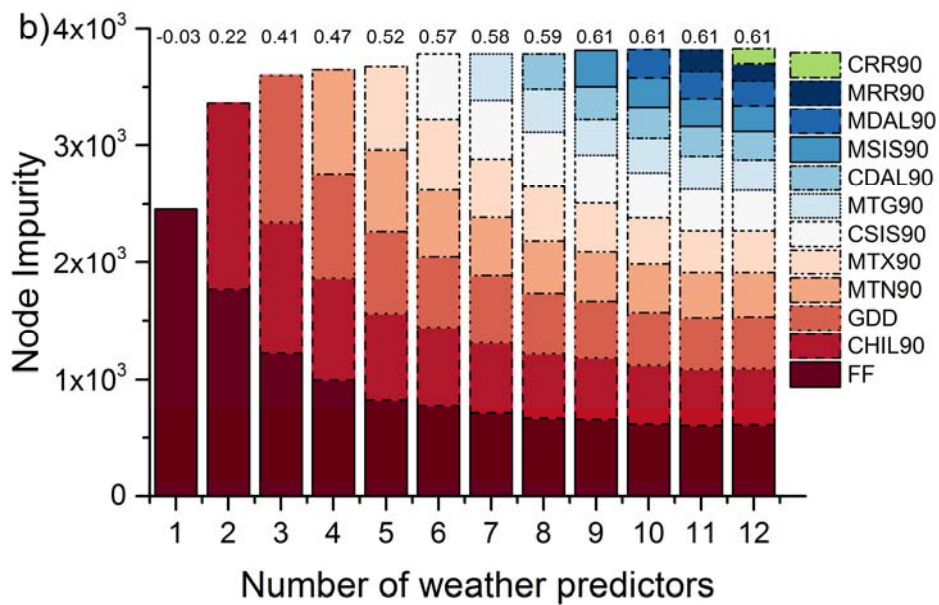 b)
4x10³
-0.03 0.22 0.41 0.47 0.52 0.57 0.58 0.59 0.61 0.61 0.61 0.61
3x10³
2x10³
1x10³
0
Node Impurity
CRR90
MRR90
MDAL90
MSIS90
CDAL90
MTG90
CSIS90
MTX90
MTN90
GDD
CHIL90
FF
1 2 3 4 5 6 7 8 9 10 11 12
Number of weather predictors